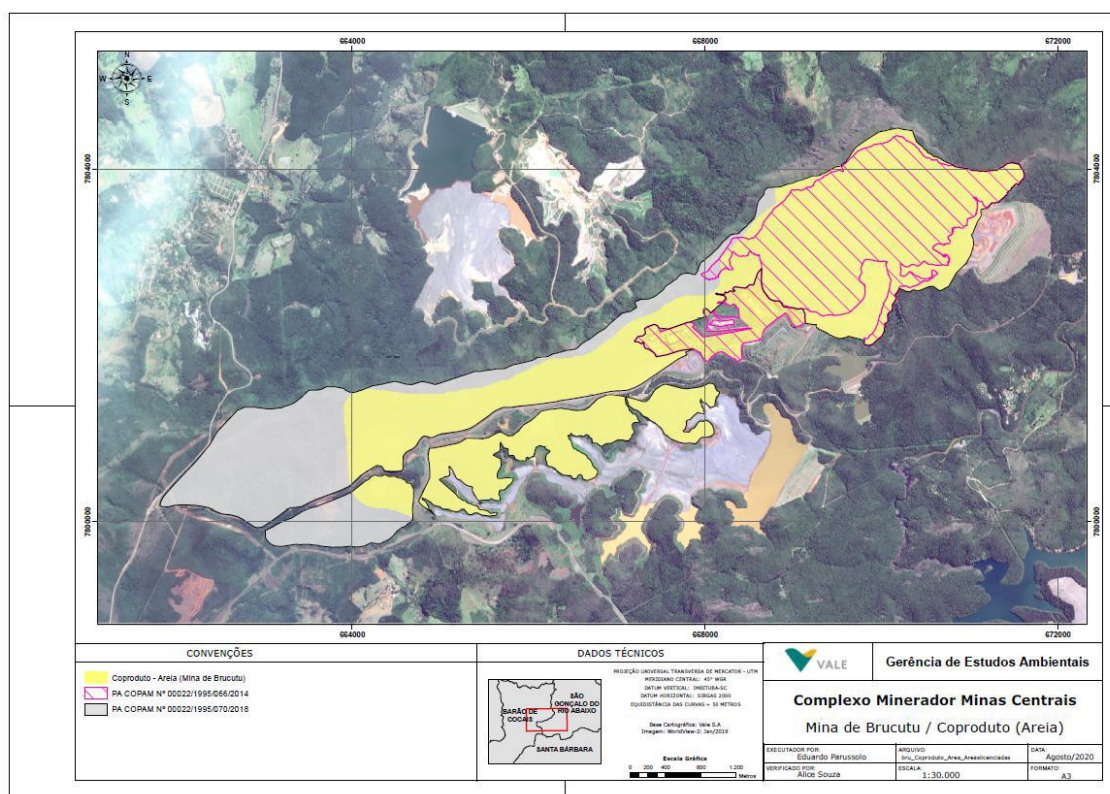 664000
668000
672000
N
W
E
S
7804000
7804000
7800000
7800000
664000
668000
672000
CONVENÇÕES
Coproduto - Areia (Mina de Brucutu)
PA COPAM Nº 00022/1995/066/2014
PA COPAM Nº 00022/1995/070/2018
DADOS TÉCNICOS
BARÃO DE
COCAIS
SÃO
GONÇALO DO
RIO ABAIXO
SANTA BÁRBARA
PROJEÇÃO UNIVERSAL TRANSVERSA DE MERCATOR - UTM
MERIDIANO CENTRAL: 45° WGR
DATUM VERTICAL: IMBITUBA-SC
DATUM HORIZONTAL: SIRGAS 2000
EQUIDISTÂNCIA DAS CURVAS = 50 METROS
Base Cartográfica: Vale S.A
Imagem: WorldView-2: Jan/2019
Escala Gráfica
0 200 400 800 1.200
Metros
VALE
Gerência de Estudos Ambientais
Complexo Minerador Minas Centrais
Mina de Brucutu / Coproduto (Areia)
EXECUTADOR POR:
Eduardo Parussolo
ARQUIVO:
DATA:
Agosto/2020
VERIFICADO POR:
Alice Souza
ESCALA:
1:30.000
FORMATO:
A3